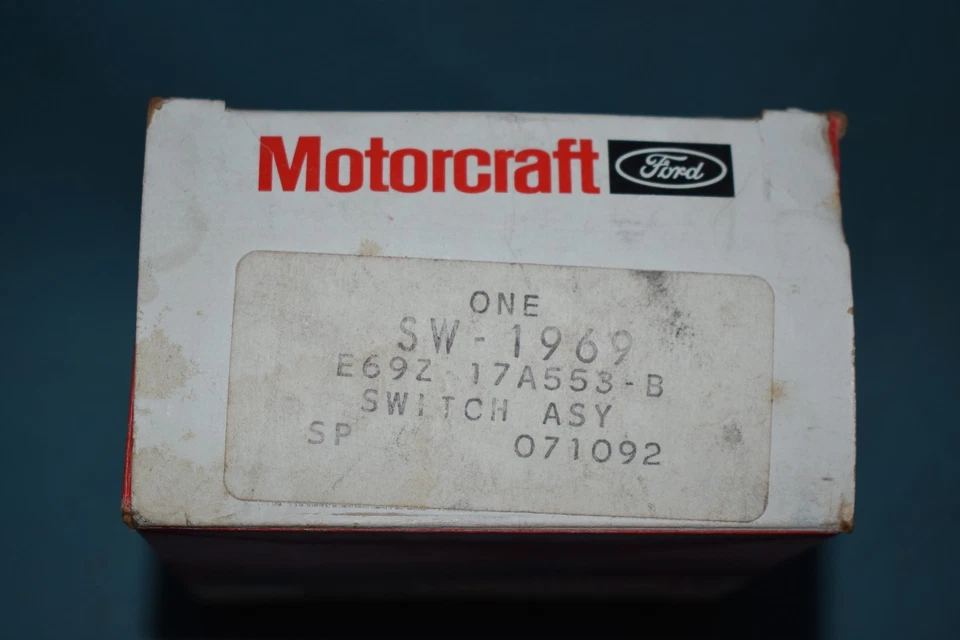 Motorcraft Ford
ONE
SW-1969
E69Z-17A553-B
SWITCH ASY
SP 071092